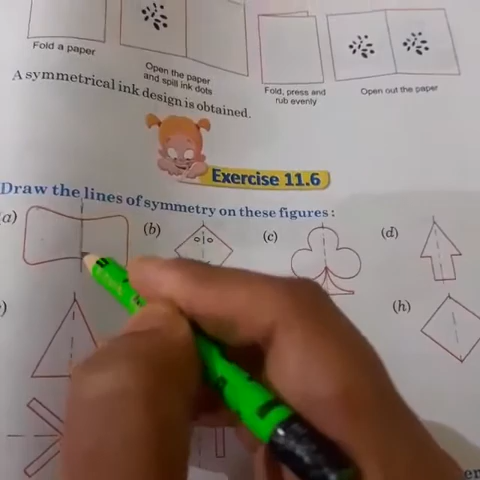 Fold a paper
Open the paper
and spill ink dots
Fold, press and
rub evenly
Open out the paper
A symmetrical ink design is obtained.
Exercise 11.6
Draw the lines of symmetry on these figures :
(a)
(b)
(c)
(d)
)
(h)
er